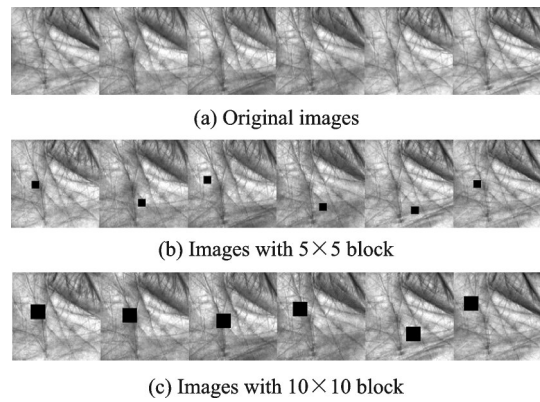 (a) Original images
(b) Images with 5×5 block
(c) Images with 10×10 block